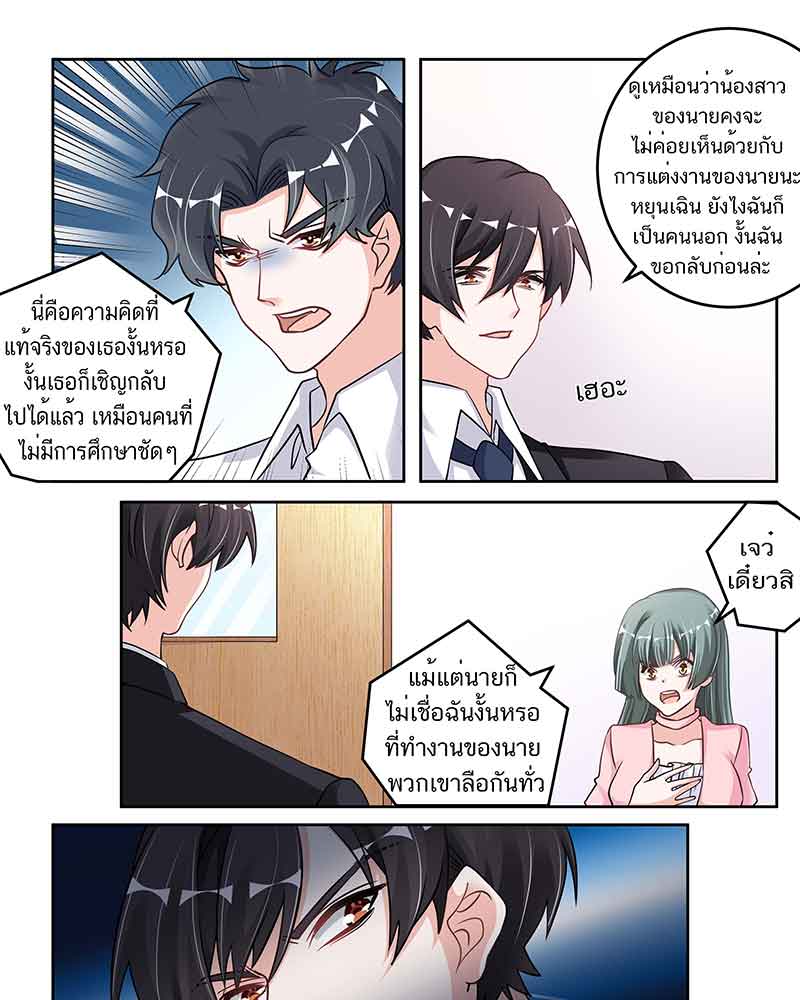 นี่คือความคิดที่
แท้จริงของเธองั้นหรอ
งั้นเธอก็เชิญกลับ
ไปได้แล้ว เหมือนคนที่
ไม่มีการศึกษาชัดๆ
ดูเหมือนว่าน้องสาว
ของนายคงจะ
ไม่ค่อยเห็นด้วยกับ
การแต่งงานของนายนะ
หยุนเฉิน ยังไงฉันก็
เป็นคนนอก งั้นฉัน
ขอกลับก่อนล่ะ
เฮอะ
เจว๋
เดี๋ยวสิ
แม้แต่นายก็
ไม่เชื่อฉันงั้นหรอ
ที่ทำงานของนาย
พวกเขาลือกันทั่ว